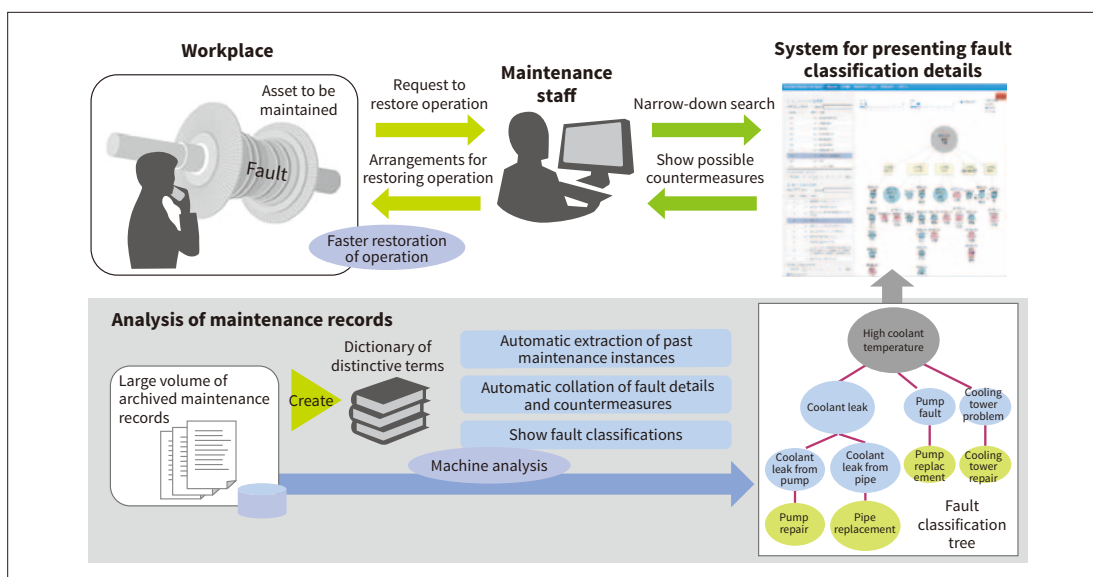 Workplace
Asset to be
maintained
Fault
Request to
restore operation
Arrangements for
restoring operation
Faster restoration
of operation
Maintenance
staff
Narrow-down search
Show possible
countermeasures
System for presenting fault
classification details
Analysis of maintenance records
Large volume of
archived maintenance
records
Create
Dictionary of
distinctive terms
Automatic extraction of past
maintenance instances
Automatic collation of fault details
and countermeasures
Show fault classifications
Machine analysis
High coolant
temperature
Coolant leak
Pump
fault
Cooling
tower
problem
Coolant
leak from
pump
Coolant
leak from
pipe
Pump
replac
ement
Cooling
tower
repair
Pump
repair
Pipe
replacement
Fault
classification
tree